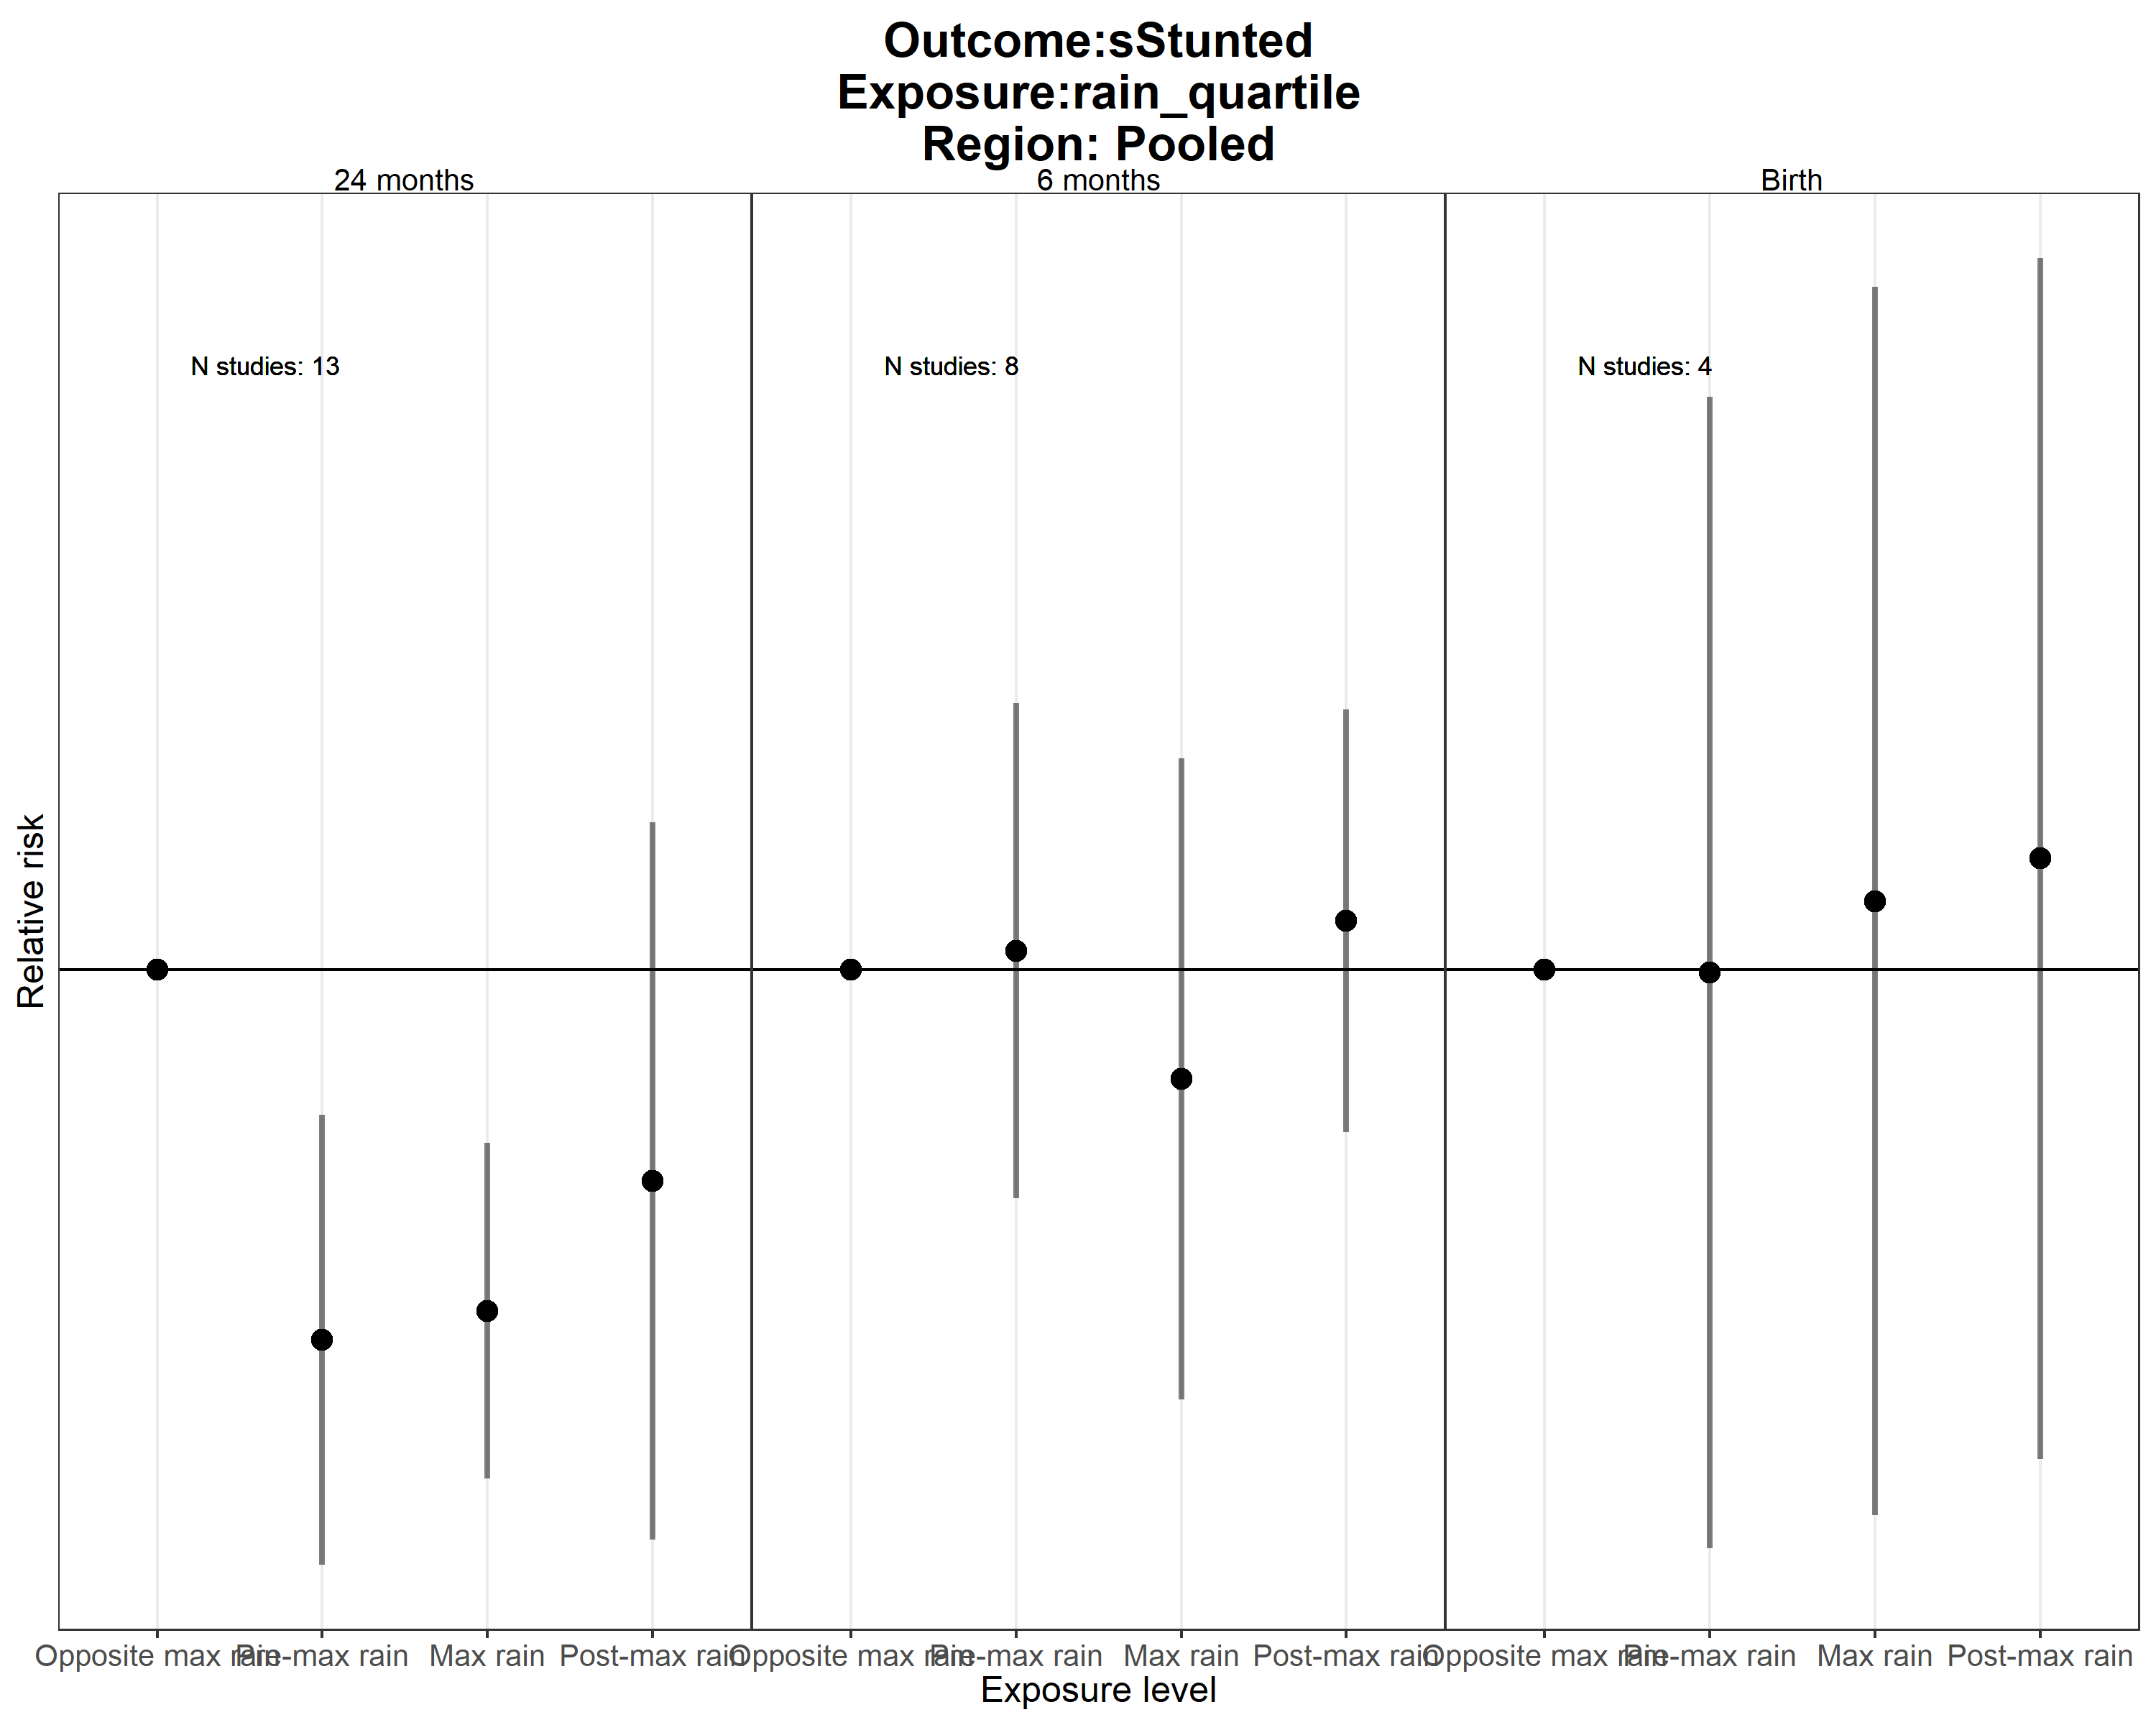 Outcome:sStunted
Exposure:rain_quartile
Region: Pooled
24 months
6 months
Birth
N studies: 13
N studies: 8
N studies: 4
Relative risk
Opposite max rain
Pre-max rain
Max rain
Post-max rain
Opposite max rain
Pre-max rain
Max rain
Post-max rain
Opposite max rain
Pre-max rain
Max rain
Post-max rain
Exposure level